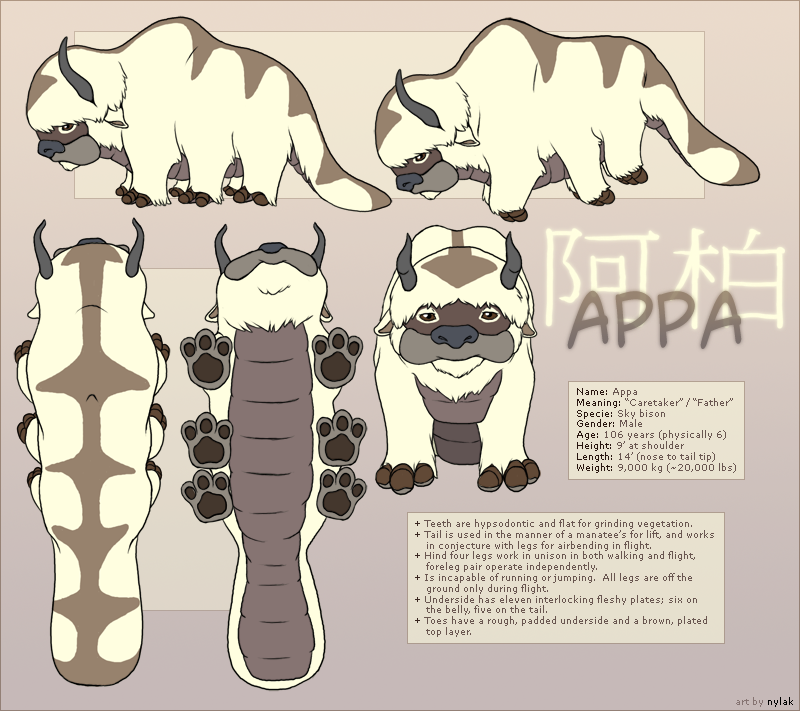 阿柏
APPA
Name: Appa
Meaning: “Caretaker” / “Father”
Specie: Sky bison
Gender: Male
Age: 106 years (physically 6)
Height: 9’ at shoulder
Length: 14’ (nose to tail tip)
Weight: 9,000 kg (~20,000 lbs)
+ Teeth are hypsodontic and flat for grinding vegetation.
+ Tail is used in the manner of a manatee’s for lift, and works
in conjecture with legs for airbending in flight.
+ Hind four legs work in unison in both walking and flight,
foreleg pair operate independently.
+ Is incapable of running or jumping. All legs are off the
ground only during flight.
+ Underside has eleven interlocking fleshy plates; six on
the belly, five on the tail.
+ Toes have a rough, padded underside and a brown, plated
top layer.
art by nylak